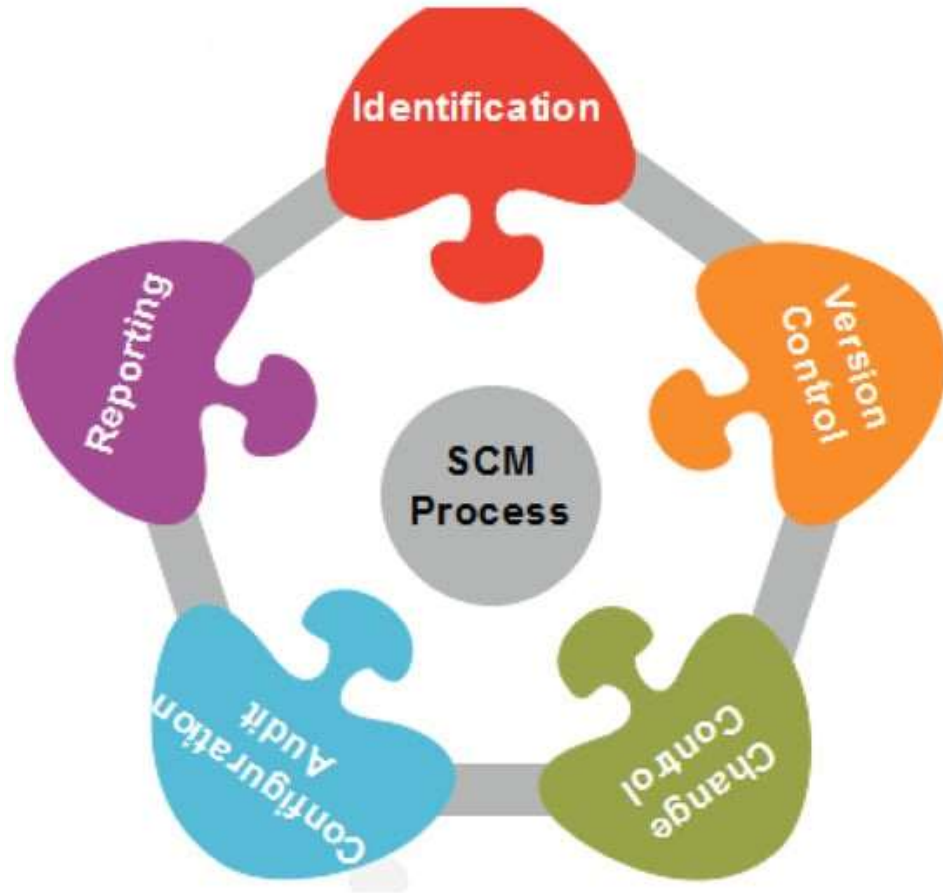 Identification
Version
Control
Change
Control
Configuration
Audit
Reporting
SCM
Process